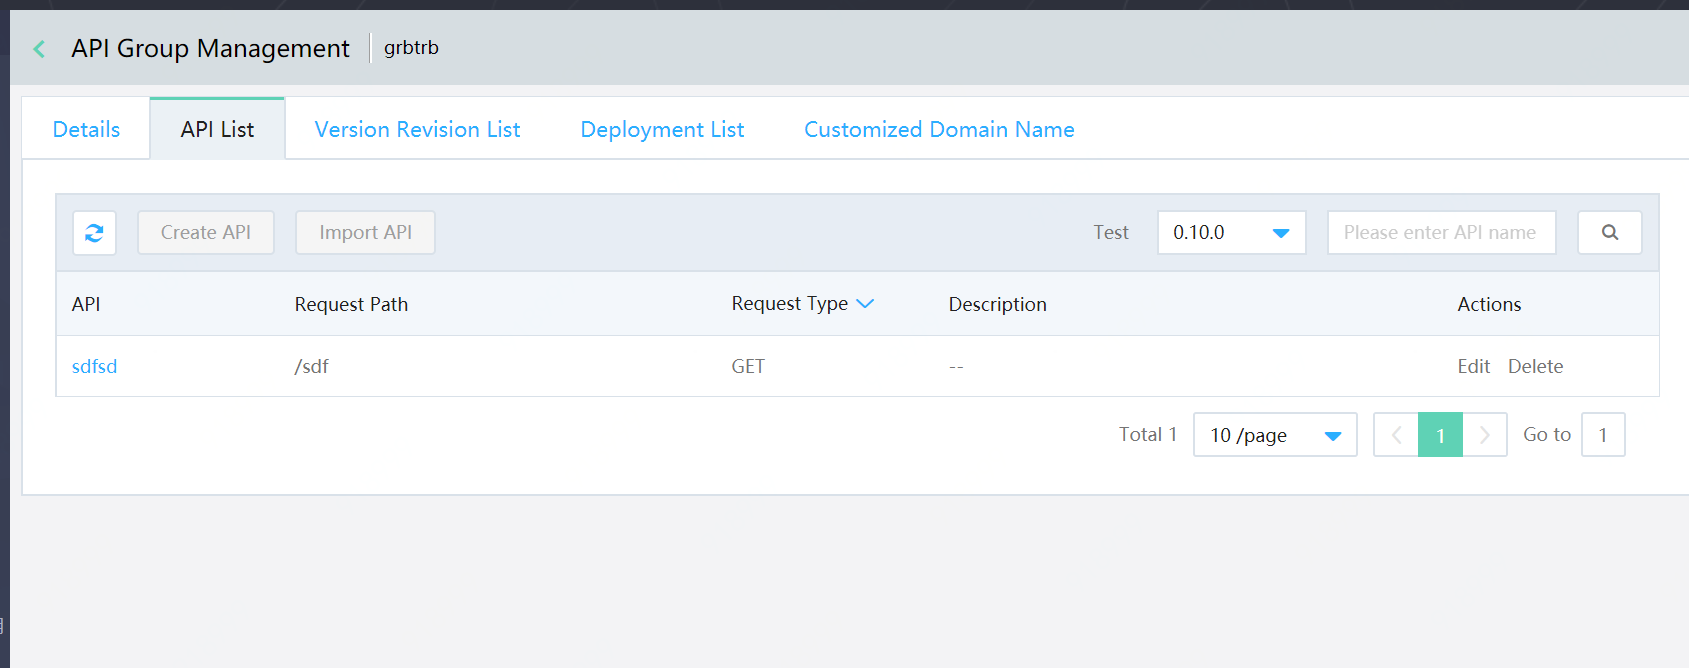 API Group Management grbtrb
Details API List Version Revision List Deployment List Customized Domain Name
Create API Import API Test 0.10.0 Please enter API name
API Request Path Request Type Description Actions
sdfsd /sdf GET -- Edit Delete
Total 1 10 /page 1 Go to 1